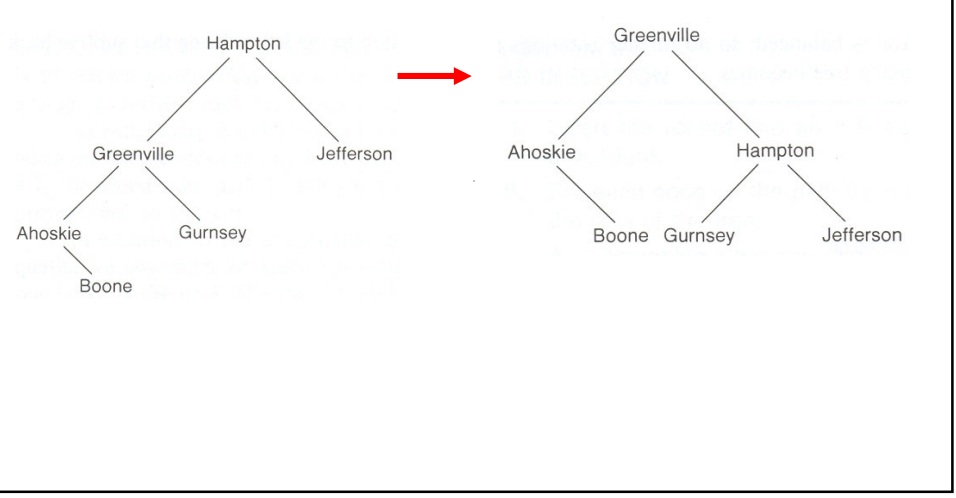 Hampton
Greenville Jefferson
Ahoskie Gurnsey
Boone
Greenville
Ahoskie Hampton
Boone Gurnsey Jefferson